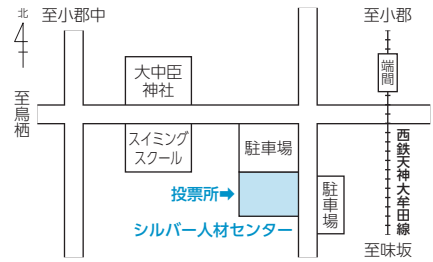 北
至小郡中
至小郡
大中臣
神社
端間
至鳥栖
スイミング
スクール
駐車場
西鉄天神大牟田線
投票所➡
駐車場
シルバー人材センター
至味坂